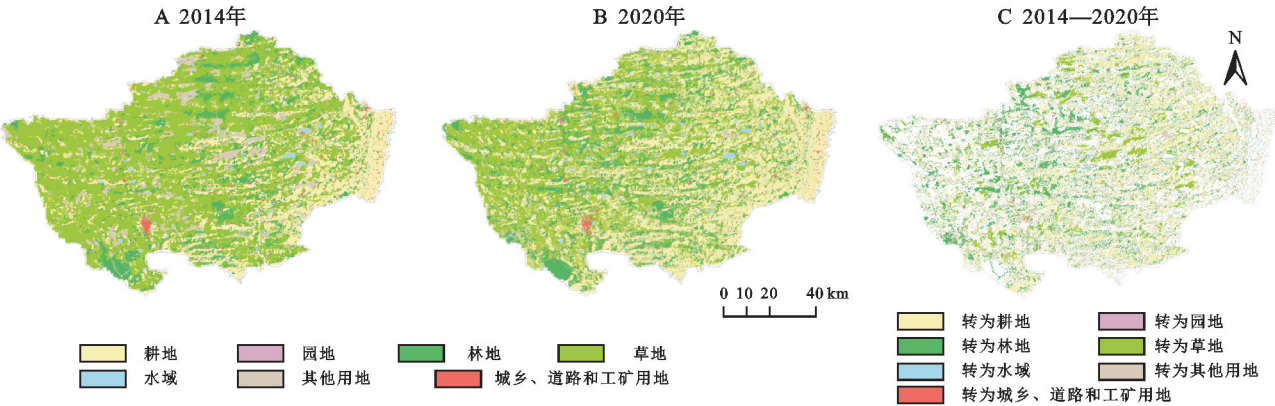 A 2014年
B 2020年
C 2014—2020年
N
0 10 20 40 km
耕地 园地 林地 草地
水域 其他用地 城乡、道路和工矿用地
转为耕地 转为园地
转为林地 转为草地
转为水域 转为其他用地
转为城乡、道路和工矿用地